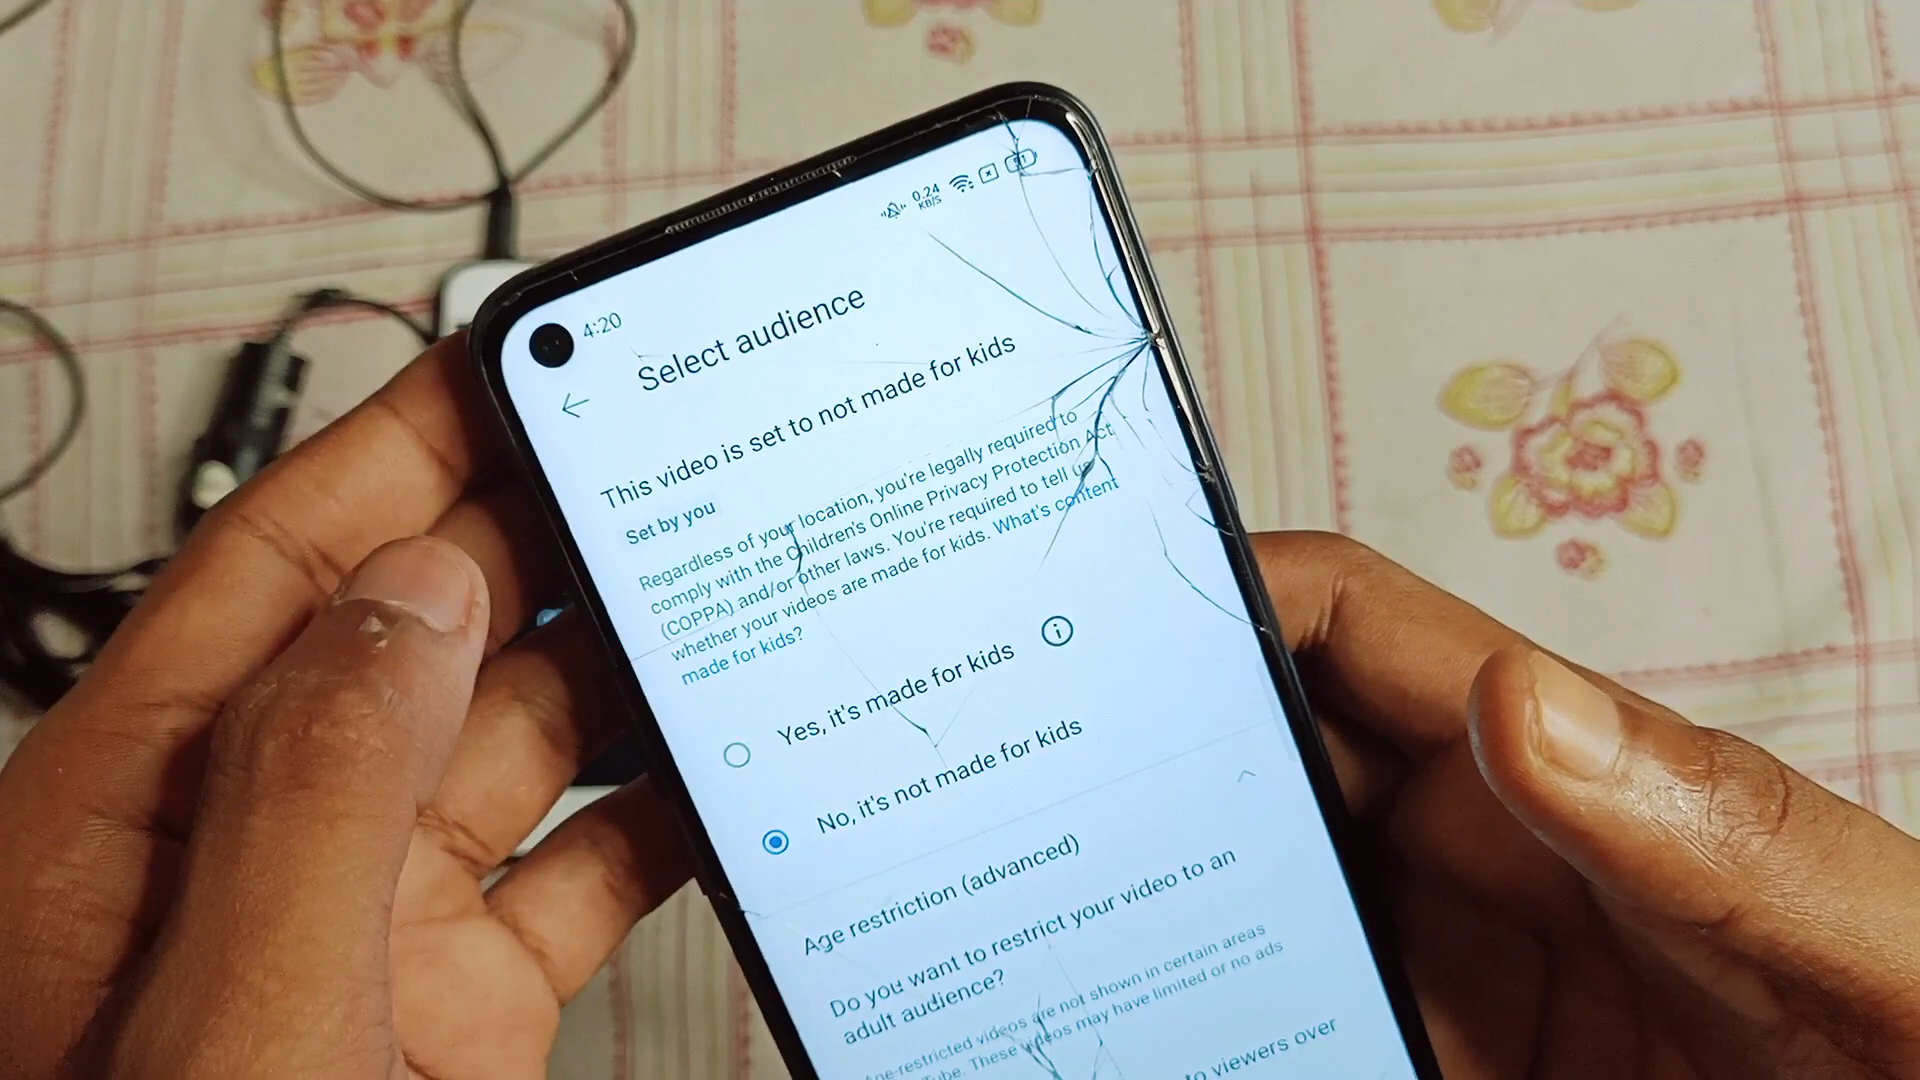 4:20
0.24
KB/S
91
Select audience
This video is set to not made for kids
Set by you
Regardless of your location, you're legally required to
comply with the Children's Online Privacy Protection Act
(COPPA) and/or other laws. You're required to tell us
whether your videos are made for kids. What's content
made for kids?
Yes, it's made for kids
No, it's not made for kids
Age restriction (advanced)
Do you want to restrict your video to an
adult audience?
Age-restricted videos are not shown in certain areas
Tube. These videos may have limited or no ads
to viewers over